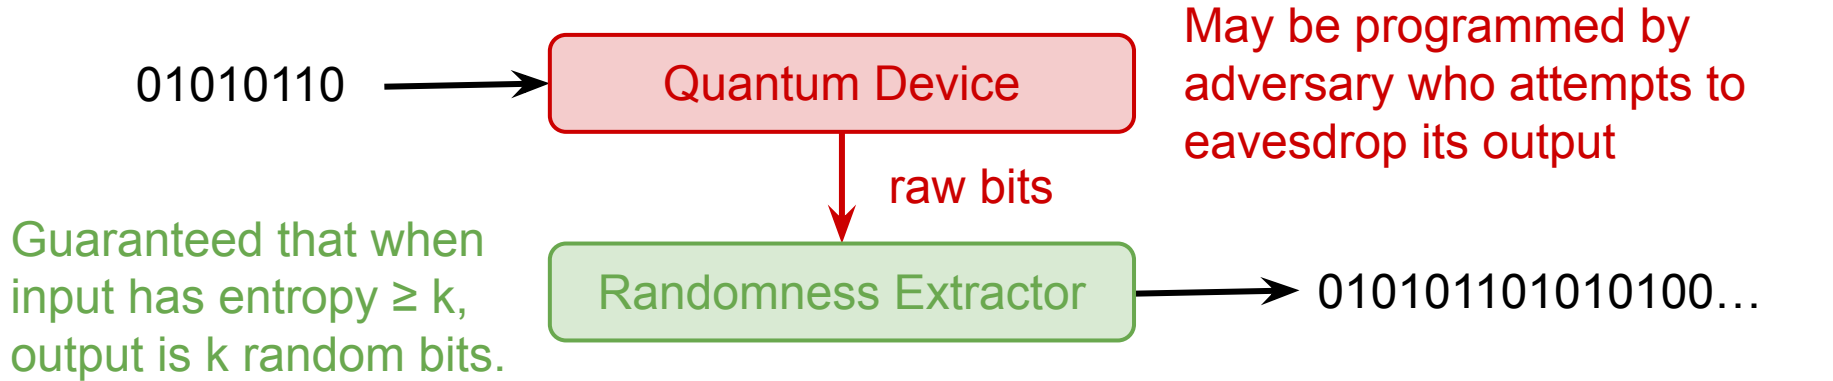 01010110
Quantum Device
May be programmed by
adversary who attempts to
eavesdrop its output
raw bits
Guaranteed that when
input has entropy ≥ k,
output is k random bits.
Randomness Extractor
010101101010100…